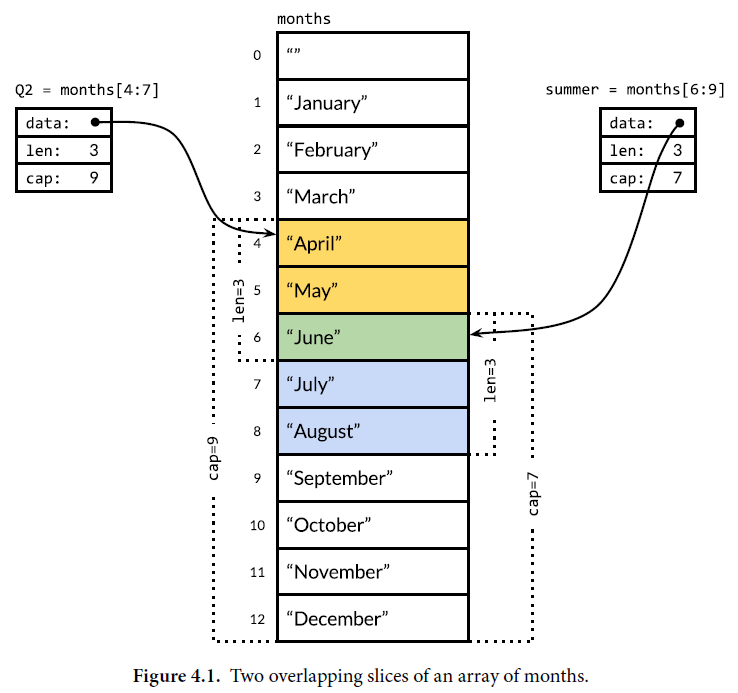 months
0 “”
Q2 = months[4:7]
data:
len: 3
cap: 9
summer = months[6:9]
data:
len: 3
cap: 7
1 “January”
2 “February”
3 “March”
4 “April”
5 “May”
6 “June”
7 “July”
8 “August”
9 “September”
10 “October”
11 “November”
12 “December”
len=3
cap=9
len=3
cap=7
Figure 4.1. Two overlapping slices of an array of months.